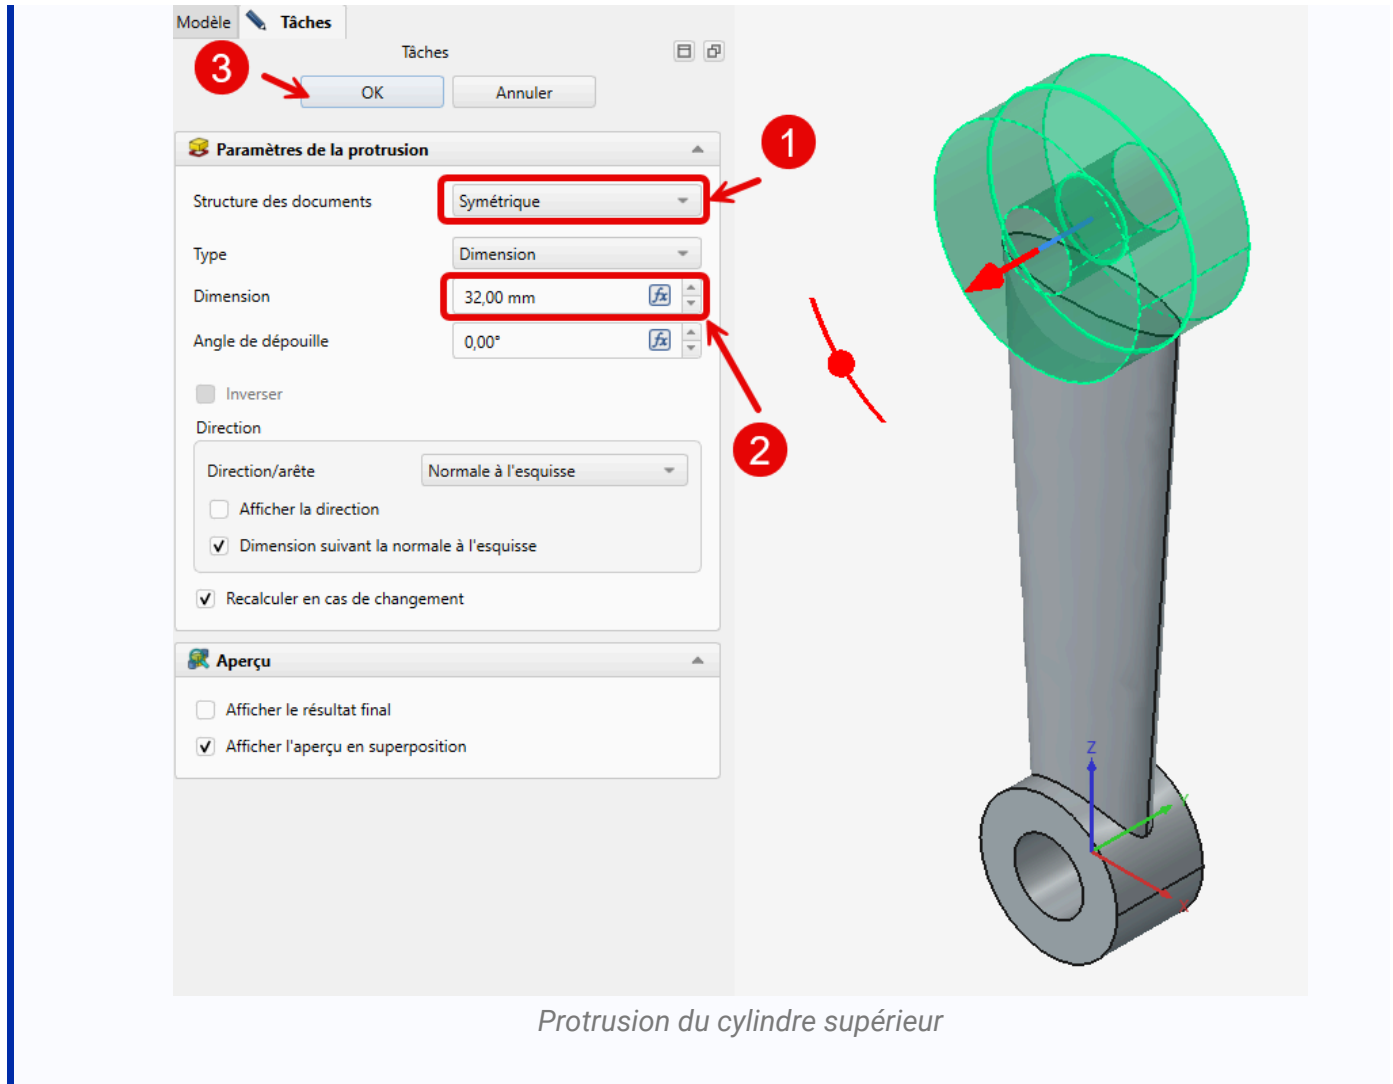 Modèle Tâches
Tâches
3
OK Annuler
Paramètres de la protrusion
1
Structure des documents Symétrique
Type Dimension
Dimension 32,00 mm fx
Angle de dépouille 0,00° fx
Inverser
Direction
2
Direction/arête Normale à l'esquisse
Afficher la direction
Dimension suivant la normale à l'esquisse
Recalculer en cas de changement
Aperçu
Afficher le résultat final
Afficher l'aperçu en superposition
Z
Y
X
Protrusion du cylindre supérieur